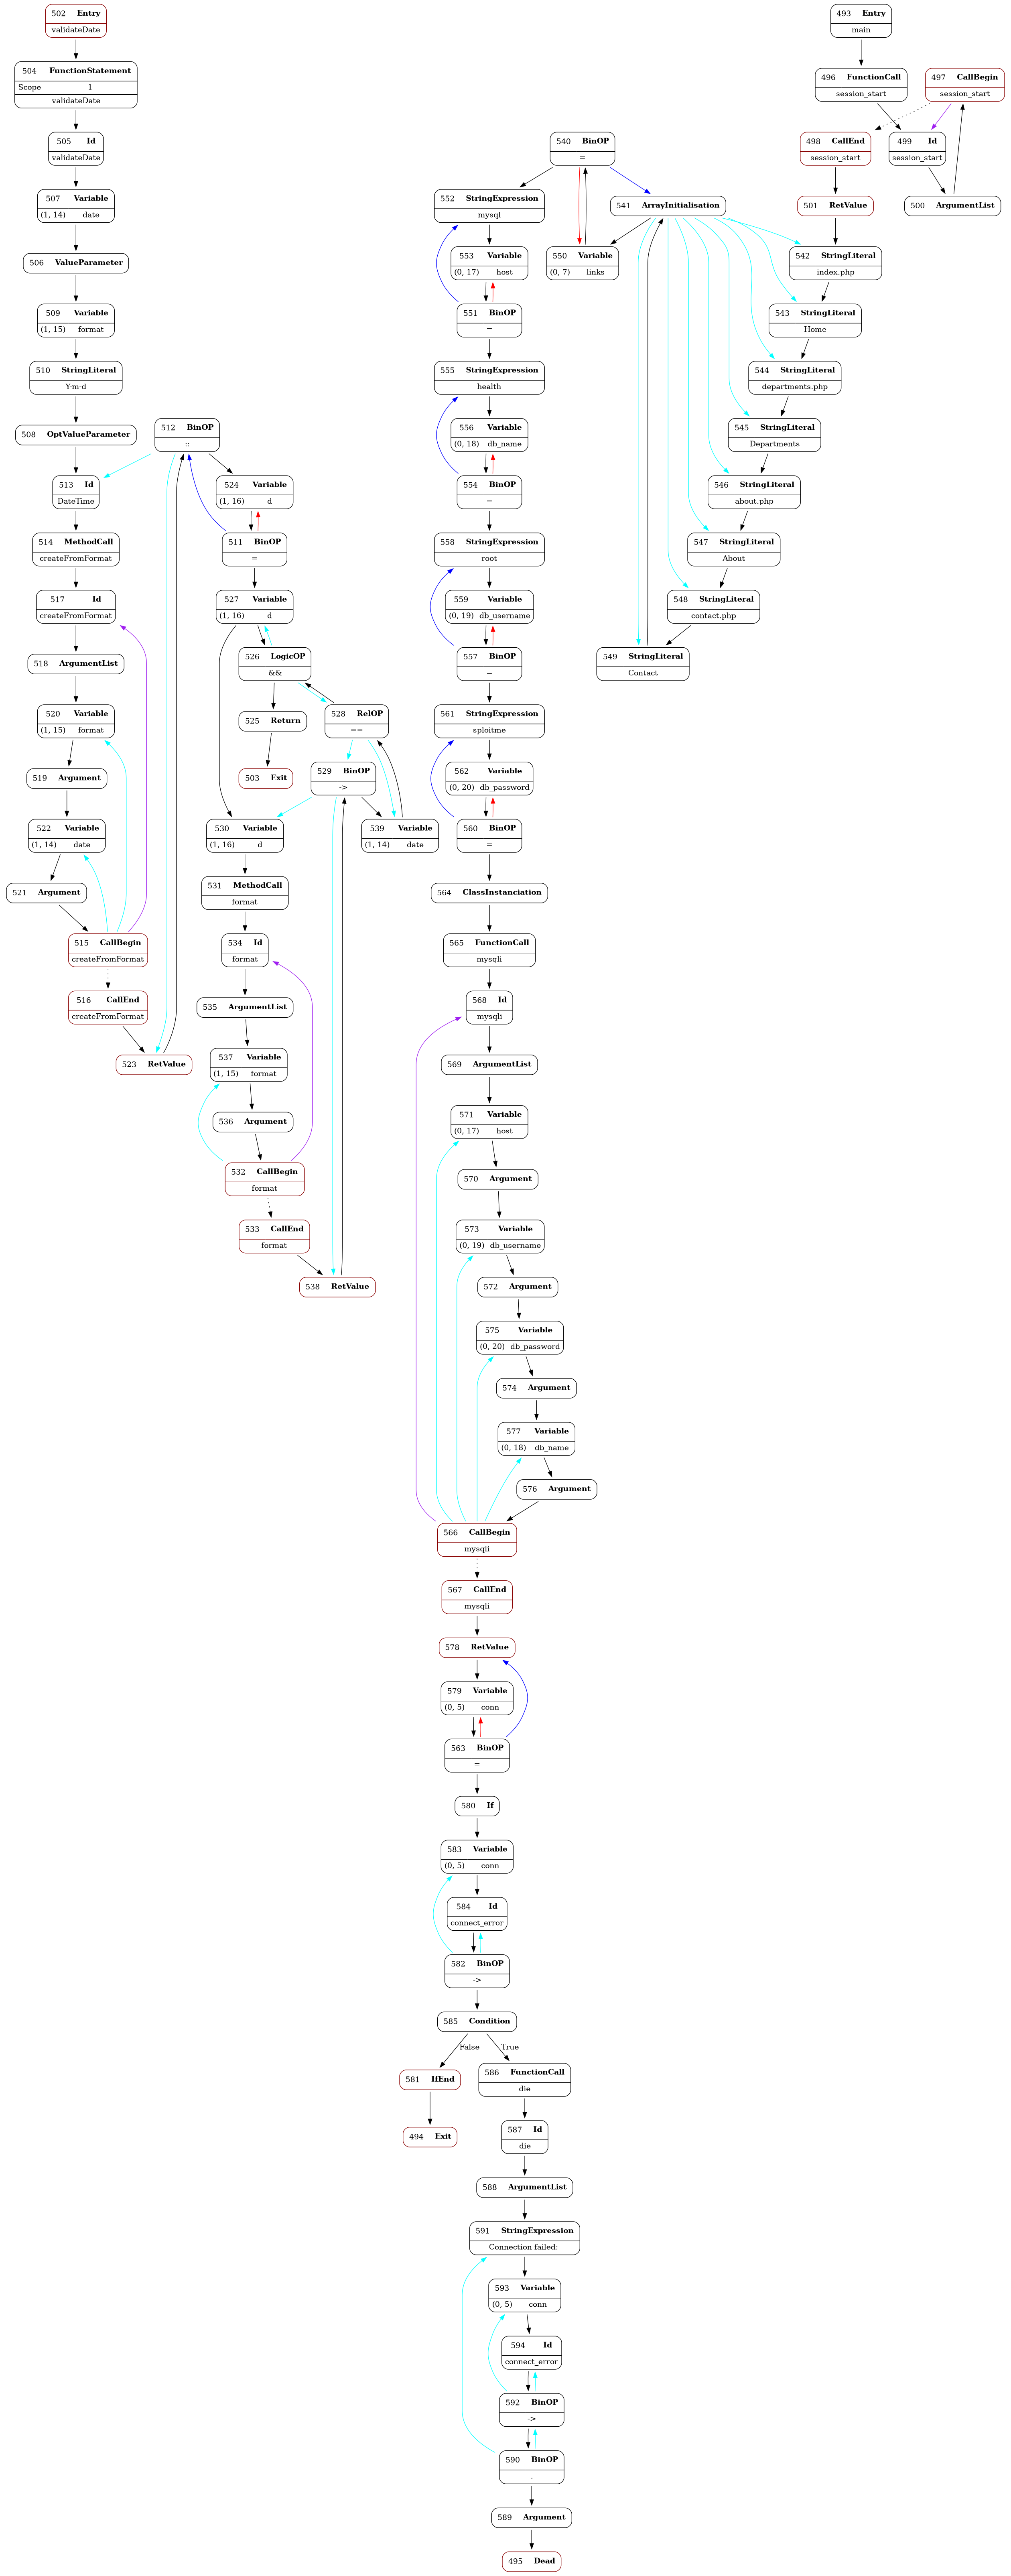 502 Entry
validateDate
504 FunctionStatement
Scope 1
validateDate
505 Id
validateDate
507 Variable
(1, 14) date
506 ValueParameter
509 Variable
(1, 15) format
510 StringLiteral
Y-m-d
508 OptValueParameter
513 Id
DateTime
514 MethodCall
createFromFormat
517 Id
createFromFormat
518 ArgumentList
520 Variable
(1, 15) format
519 Argument
522 Variable
(1, 14) date
521 Argument
515 CallBegin
createFromFormat
516 CallEnd
createFromFormat
523 RetValue
512 BinOP
::
524 Variable
(1, 16) d
511 BinOP
=
527 Variable
(1, 16) d
526 LogicOP
&&
525 Return
503 Exit
528 RelOP
==
529 BinOP
->
530 Variable
(1, 16) d
539 Variable
(1, 14) date
531 MethodCall
format
534 Id
format
535 ArgumentList
537 Variable
(1, 15) format
536 Argument
532 CallBegin
format
533 CallEnd
format
538 RetValue
540 BinOP
=
552 StringExpression
mysql
541 ArrayInitialisation
553 Variable
(0, 17) host
550 Variable
(0, 7) links
551 BinOP
=
555 StringExpression
health
556 Variable
(0, 18) db_name
554 BinOP
=
558 StringExpression
root
559 Variable
(0, 19) db_username
557 BinOP
=
561 StringExpression
sploitme
562 Variable
(0, 20) db_password
560 BinOP
=
564 ClassInstanciation
565 FunctionCall
mysqli
568 Id
mysqli
569 ArgumentList
571 Variable
(0, 17) host
570 Argument
573 Variable
(0, 19) db_username
572 Argument
575 Variable
(0, 20) db_password
574 Argument
577 Variable
(0, 18) db_name
576 Argument
566 CallBegin
mysqli
567 CallEnd
mysqli
578 RetValue
579 Variable
(0, 5) conn
563 BinOP
=
580 If
583 Variable
(0, 5) conn
584 Id
connect_error
582 BinOP
->
585 Condition
False
True
581 IfEnd
494 Exit
586 FunctionCall
die
587 Id
die
588 ArgumentList
591 StringExpression
Connection failed:
593 Variable
(0, 5) conn
594 Id
connect_error
592 BinOP
->
590 BinOP
.
589 Argument
495 Dead
493 Entry
main
496 FunctionCall
session_start
497 CallBegin
session_start
498 CallEnd
session_start
499 Id
session_start
501 RetValue
500 ArgumentList
542 StringLiteral
index.php
543 StringLiteral
Home
544 StringLiteral
departments.php
545 StringLiteral
Departments
546 StringLiteral
about.php
547 StringLiteral
About
548 StringLiteral
contact.php
549 StringLiteral
Contact